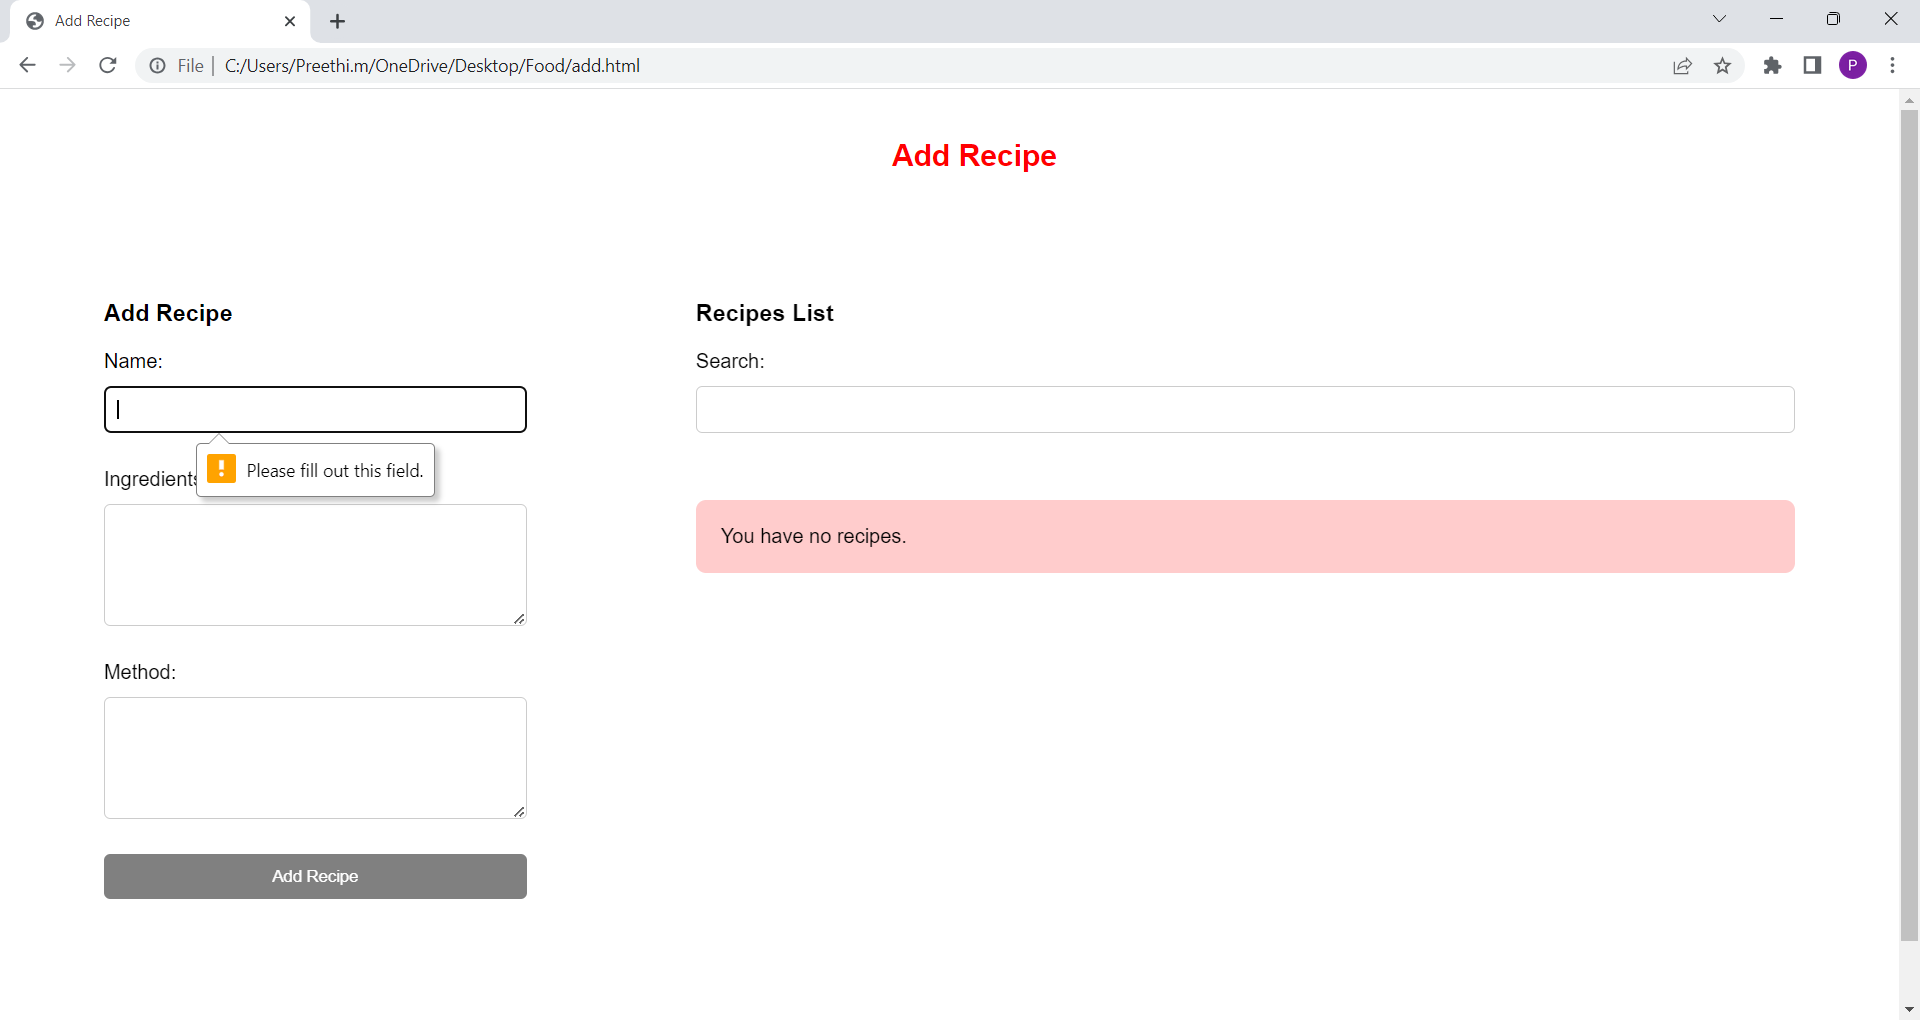 Add Recipe
File
C:/Users/Preethi.m/OneDrive/Desktop/Food/add.html
P
Add Recipe
Add Recipe
Name:
Please fill out this field.
Ingredients
Method:
Add Recipe
Recipes List
Search:
You have no recipes.